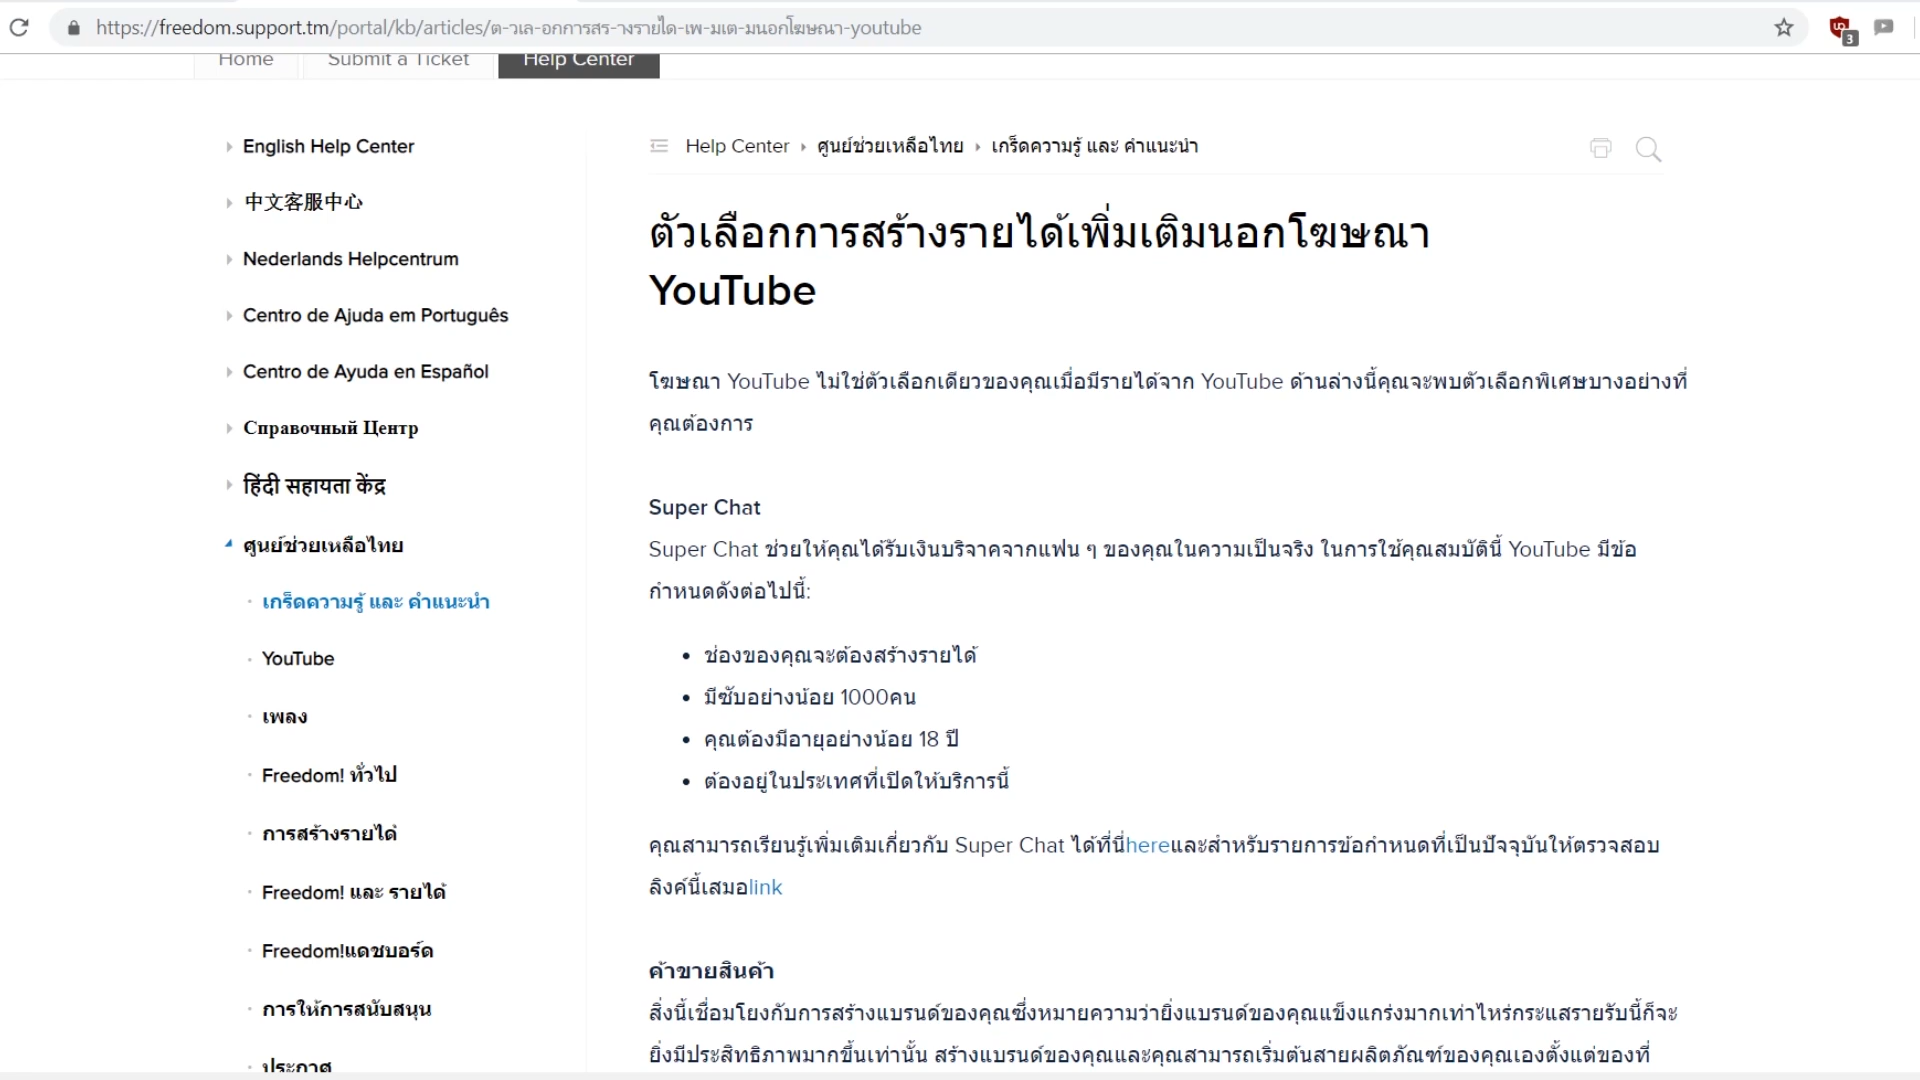 https://freedom.support.tm/portal/kb/articles/ต-วเล-อกการสร-างรายได-เพ-มเต-มนอกโฆษณา-youtube
3
Home
Submit a Ticket
Help Center
English Help Center
中文客服中心
Nederlands Helpcentrum
Centro de Ajuda em Português
Centro de Ayuda en Español
Справочный Центр
हिंदी सहायता केंद्र
ศูนย์ช่วยเหลือไทย
เกร็ดความรู้ และ คำแนะนำ
YouTube
เพลง
Freedom! ทั่วไป
การสร้างรายได้
Freedom! และ รายได้
Freedom!แดชบอร์ด
การให้การสนับสนุน
ประกาศ
Help Center › ศูนย์ช่วยเหลือไทย › เกร็ดความรู้ และ คำแนะนำ
ตัวเลือกการสร้างรายได้เพิ่มเติมนอกโฆษณา
YouTube
โฆษณา YouTube ไม่ใช่ตัวเลือกเดียวของคุณเมื่อมีรายได้จาก YouTube ด้านล่างนี้คุณจะพบตัวเลือกพิเศษบางอย่างที่
คุณต้องการ
Super Chat
Super Chat ช่วยให้คุณได้รับเงินบริจาคจากแฟน ๆ ของคุณในความเป็นจริง ในการใช้คุณสมบัตินี้ YouTube มีข้อ
กำหนดดังต่อไปนี้:
• ช่องของคุณจะต้องสร้างรายได้
• มีซับอย่างน้อย 1000คน
• คุณต้องมีอายุอย่างน้อย 18 ปี
• ต้องอยู่ในประเทศที่เปิดให้บริการนี้
คุณสามารถเรียนรู้เพิ่มเติมเกี่ยวกับ Super Chat ได้ที่นี่hereและสำหรับรายการข้อกำหนดที่เป็นปัจจุบันให้ตรวจสอบ
ลิงค์นี้เสมอlink
ค้าขายสินค้า
สิ่งนี้เชื่อมโยงกับการสร้างแบรนด์ของคุณซึ่งหมายความว่ายิ่งแบรนด์ของคุณแข็งแกร่งมากเท่าไหร่กระแสรายรับนี้ก็จะ
ยิ่งมีประสิทธิภาพมากขึ้นเท่านั้น สร้างแบรนด์ของคุณและคุณสามารถเริ่มต้นสายผลิตภัณฑ์ของคุณเองตั้งแต่ของที่